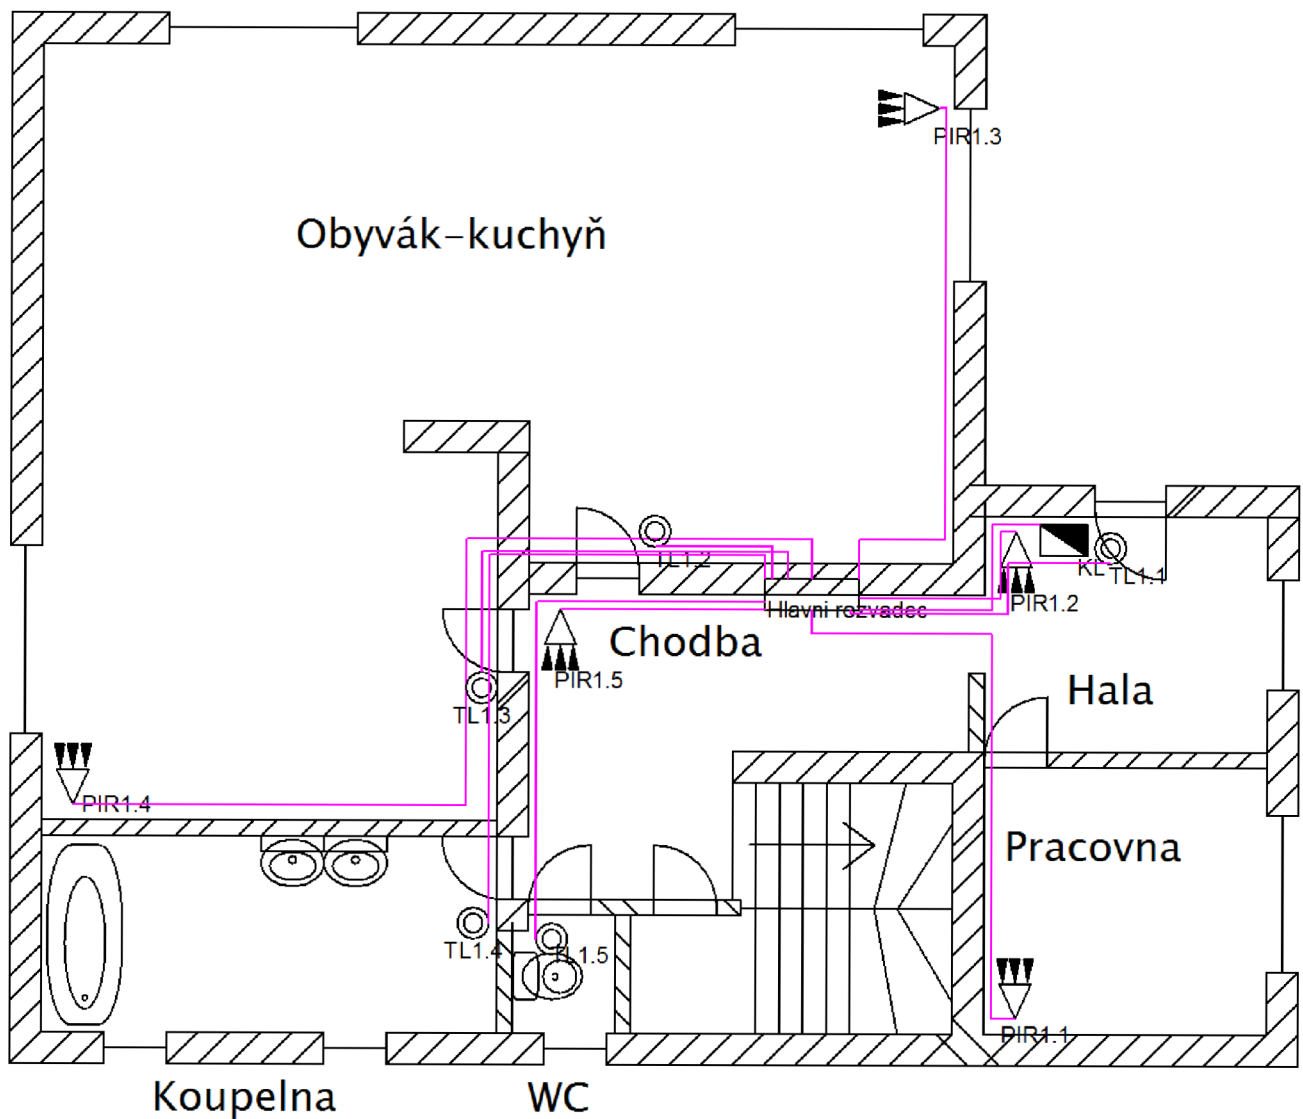 PIR1.3
Obyvák-kuchyň
TL1.2
KL
TL1.1
PIR1.2
Hlavni rozvadec
Chodba
PIR1.5
Hala
TL1.3
PIR1.4
Pracovna
TL1.4
TL1.5
PIR1.1
Koupelna
WC